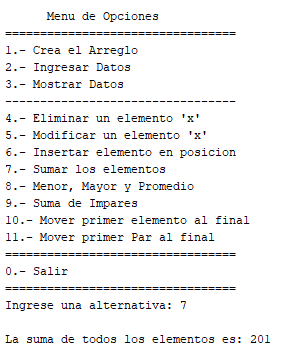 Menu de Opciones
=================================
1.- Crea el Arreglo
2.- Ingresar Datos
3.- Mostrar Datos
---------------------------------
4.- Eliminar un elemento 'x'
5.- Modificar un elemento 'x'
6.- Insertar elemento en posicion
7.- Sumar los elementos
8.- Menor, Mayor y Promedio
9.- Suma de Impares
10.- Mover primer elemento al final
11.- Mover primer Par al final
=================================
0.- Salir
=================================
Ingrese una alternativa: 7
La suma de todos los elementos es: 201